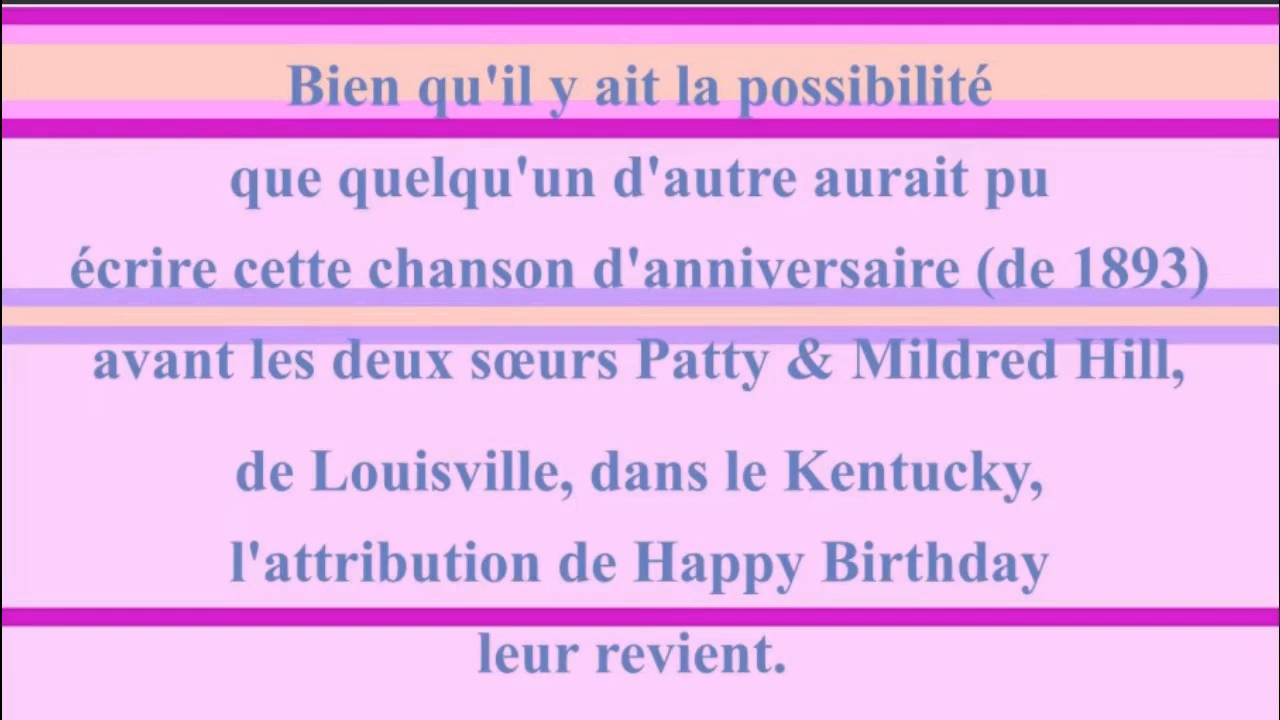 Bien qu'il y ait la possibilité
que quelqu'un d'autre aurait pu
écrire cette chanson d'anniversaire (de 1893)
avant les deux sœurs Patty & Mildred Hill,
de Louisville, dans le Kentucky,
l'attribution de Happy Birthday
leur revient.